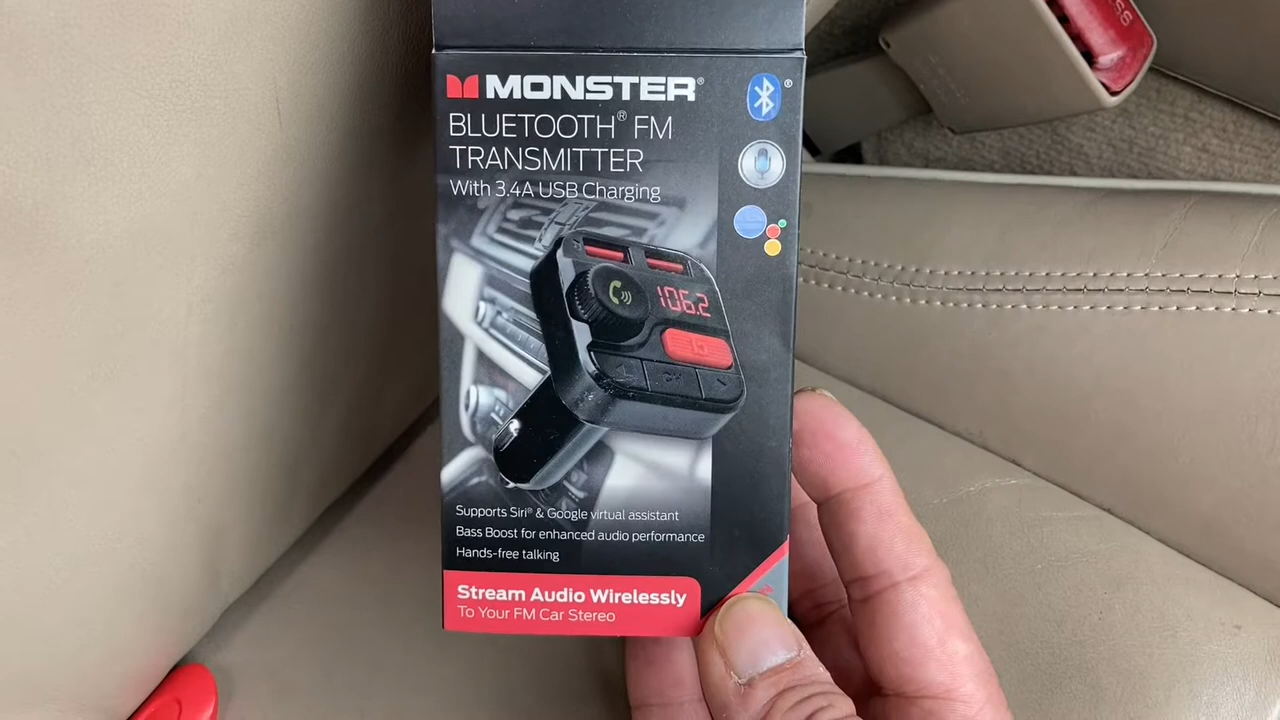 MONSTER®
BLUETOOTH® FM
TRANSMITTER
With 3.4A USB Charging
106.2
Supports Siri® & Google virtual assistant
Bass Boost for enhanced audio performance
Hands-free talking
Stream Audio Wirelessly
To Your FM Car Stereo